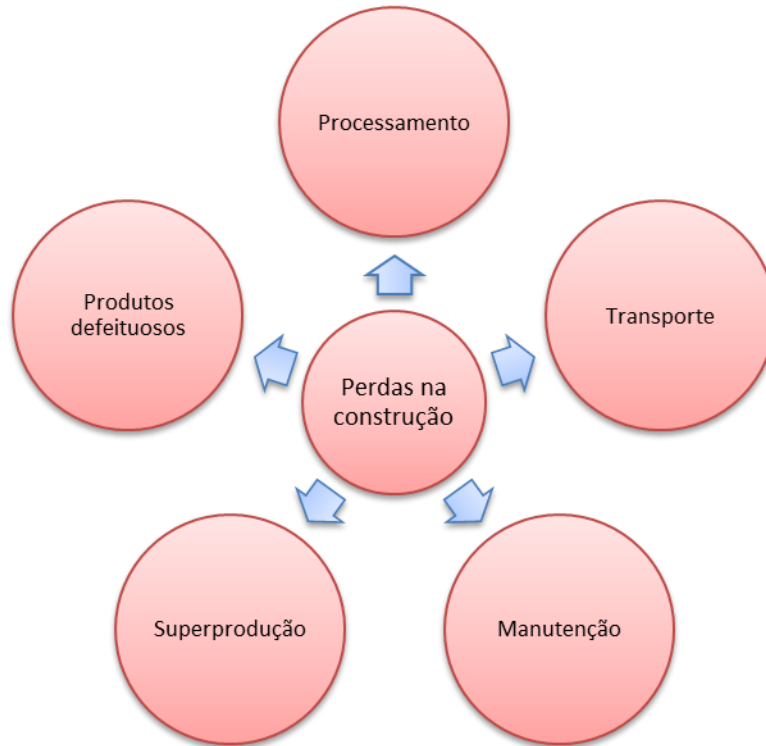 Processamento
Produtos
defeituosos
Transporte
Perdas na
construção
Superprodução
Manutenção